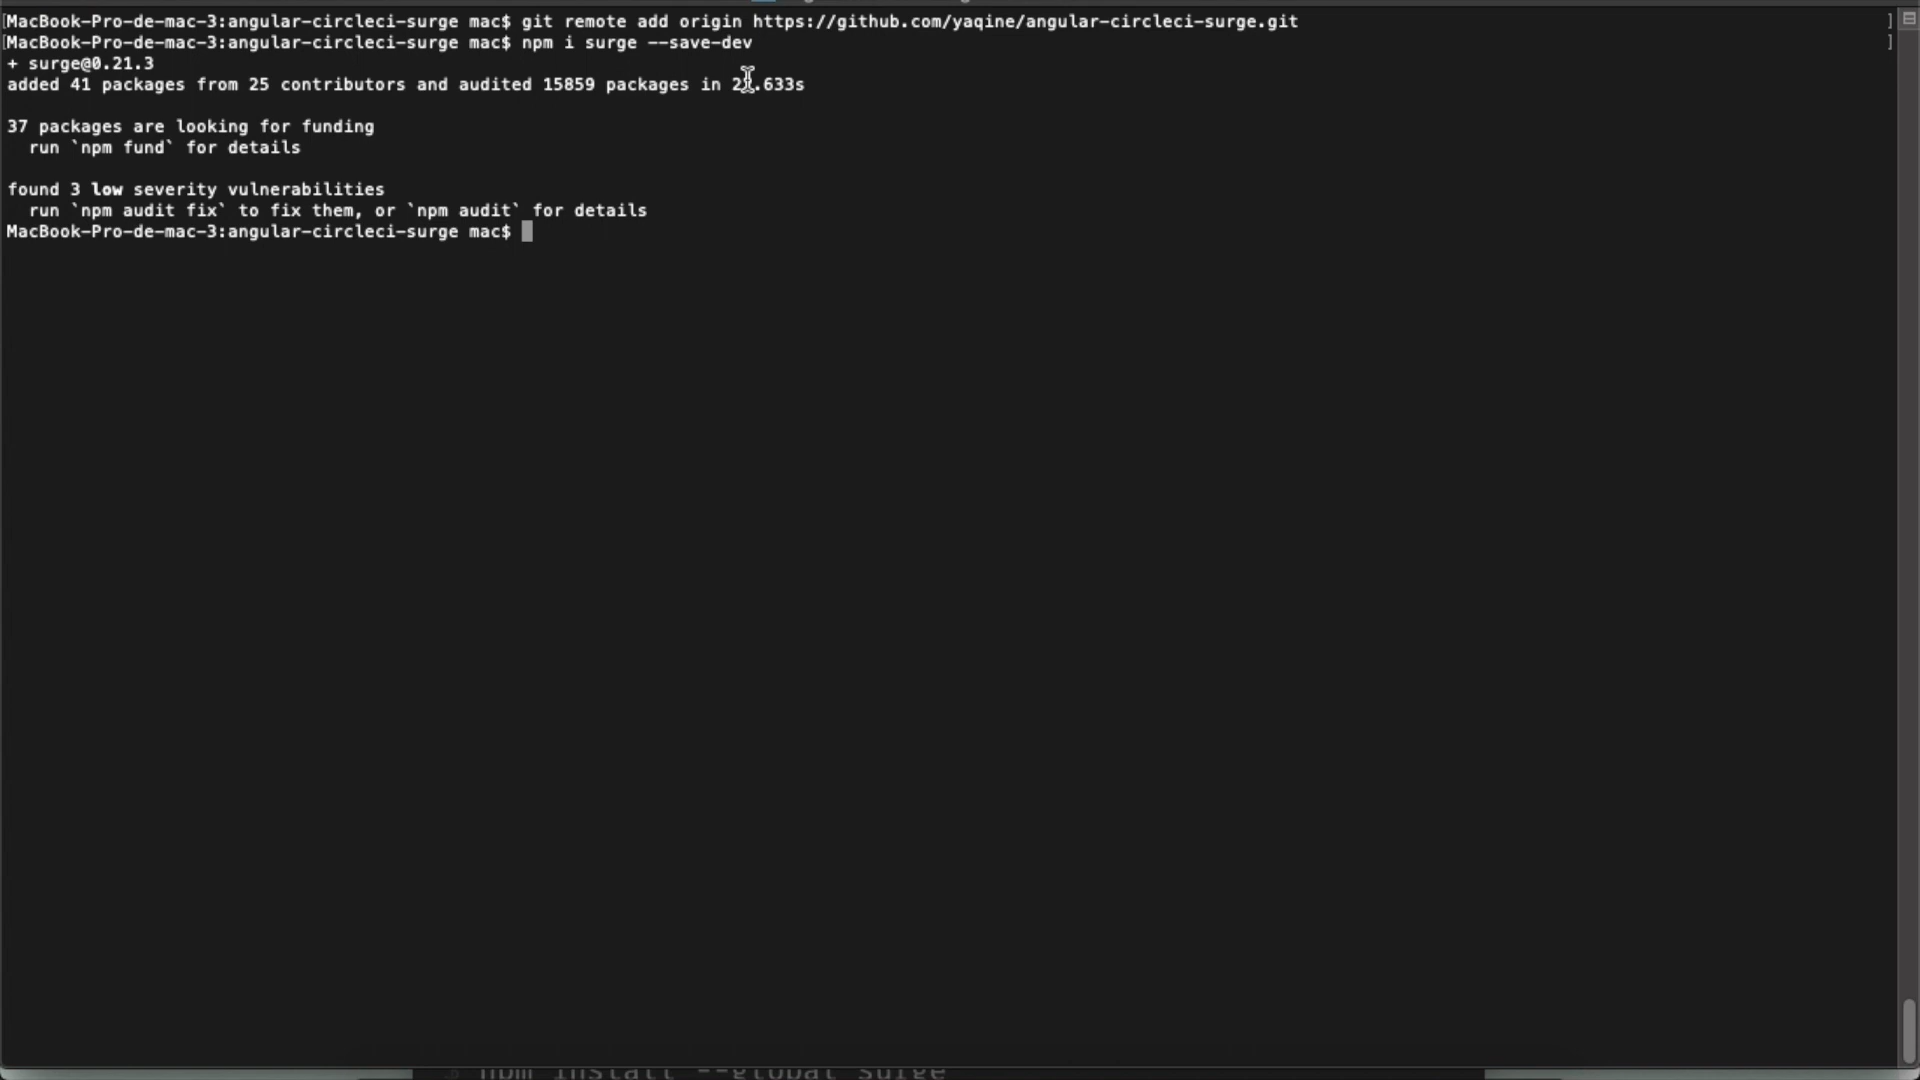 [MacBook-Pro-de-mac-3:angular-circleci-surge mac$ git remote add origin https://github.com/yaqine/angular-circleci-surge.git ]
[MacBook-Pro-de-mac-3:angular-circleci-surge mac$ npm i surge --save-dev ]
+ surge@0.21.3
added 41 packages from 25 contributors and audited 15859 packages in
37 packages are looking for funding
run `npm fund` for details
found 3 low severity vulnerabilities
run `npm audit fix` to fix them, or `npm audit` for details
MacBook-Pro-de-mac-3:angular-circleci-surge mac$
$ npm install --global surge